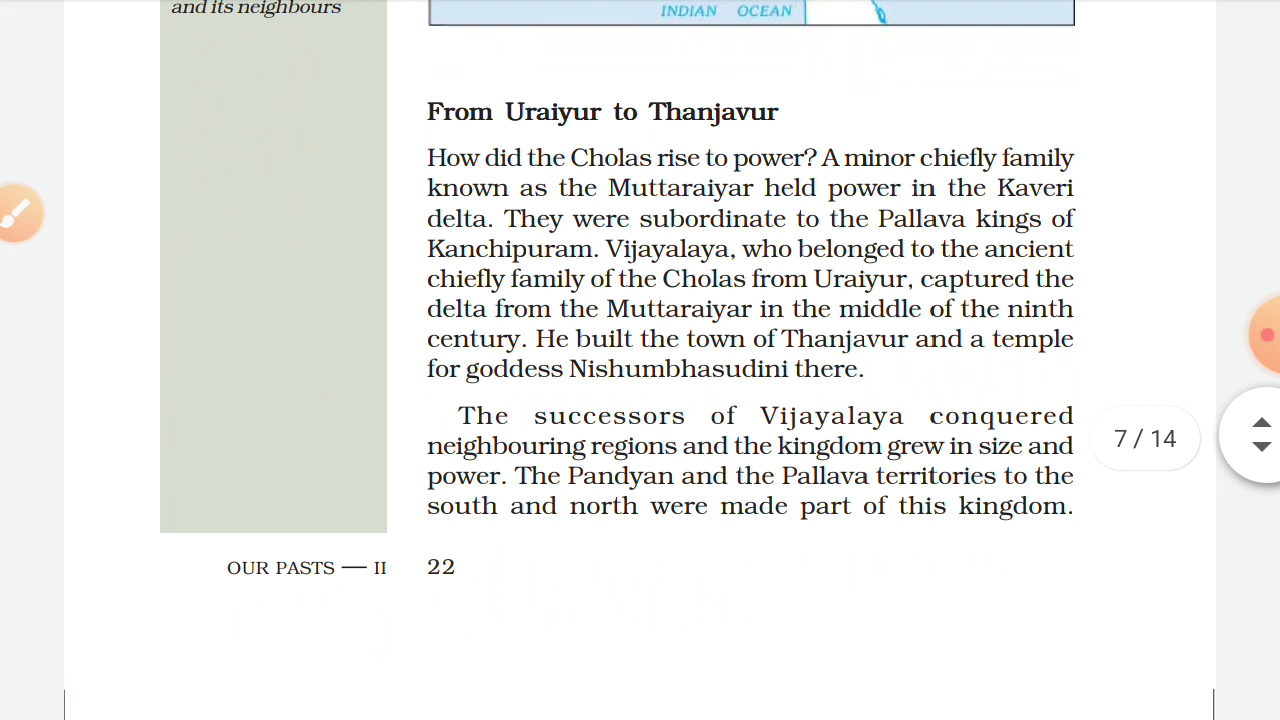 and its neighbours
INDIAN OCEAN
From Uraiyur to Thanjavur
How did the Cholas rise to power? A minor chiefly family
known as the Muttaraiyar held power in the Kaveri
delta. They were subordinate to the Pallava kings of
Kanchipuram. Vijayalaya, who belonged to the ancient
chiefly family of the Cholas from Uraiyur, captured the
delta from the Muttaraiyar in the middle of the ninth
century. He built the town of Thanjavur and a temple
for goddess Nishumbhasudini there.
The successors of Vijayalaya conquered
neighbouring regions and the kingdom grew in size and
power. The Pandyan and the Pallava territories to the
south and north were made part of this kingdom.
7 / 14
OUR PASTS — II 22